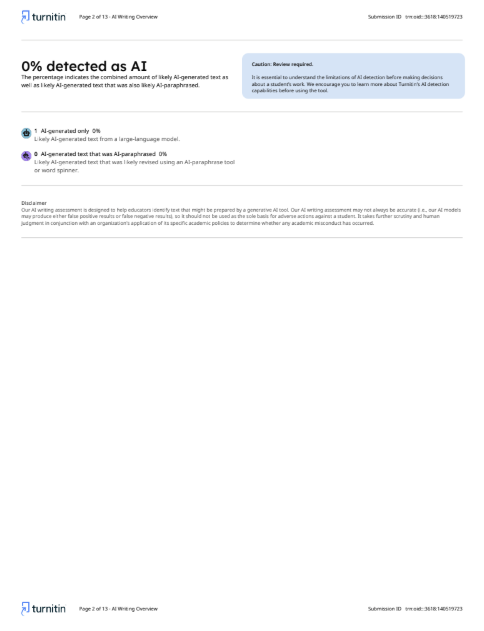 turnitin Page 2 of 13 - AI Writing Overview Submission ID trn:oid:::3618:140519723
0% detected as AI
The percentage indicates the combined amount of likely AI-generated text as
well as likely AI-generated text that was also likely AI-paraphrased.
Caution: Review required.
It is essential to understand the limitations of AI detection before making decisions
about a student's work. We encourage you to learn more about Turnitin's AI detection
capabilities before using the tool.
1 AI-generated only 0%
Likely AI-generated text from a large-language model.
0 AI-generated text that was AI-paraphrased 0%
Likely AI-generated text that was likely revised using an AI-paraphrase tool
or word spinner.
Disclaimer
Our AI writing assessment is designed to help educators identify text that might be prepared by a generative AI tool. Our AI writing assessment may not always be accurate (i.e., our AI models
may produce either false positive results or false negative results), so it should not be used as the sole basis for adverse actions against a student. It takes further scrutiny and human
judgment in conjunction with an organization's application of its specific academic policies to determine whether any academic misconduct has occurred.
turnitin Page 2 of 13 - AI Writing Overview Submission ID trn:oid:::3618:140519723